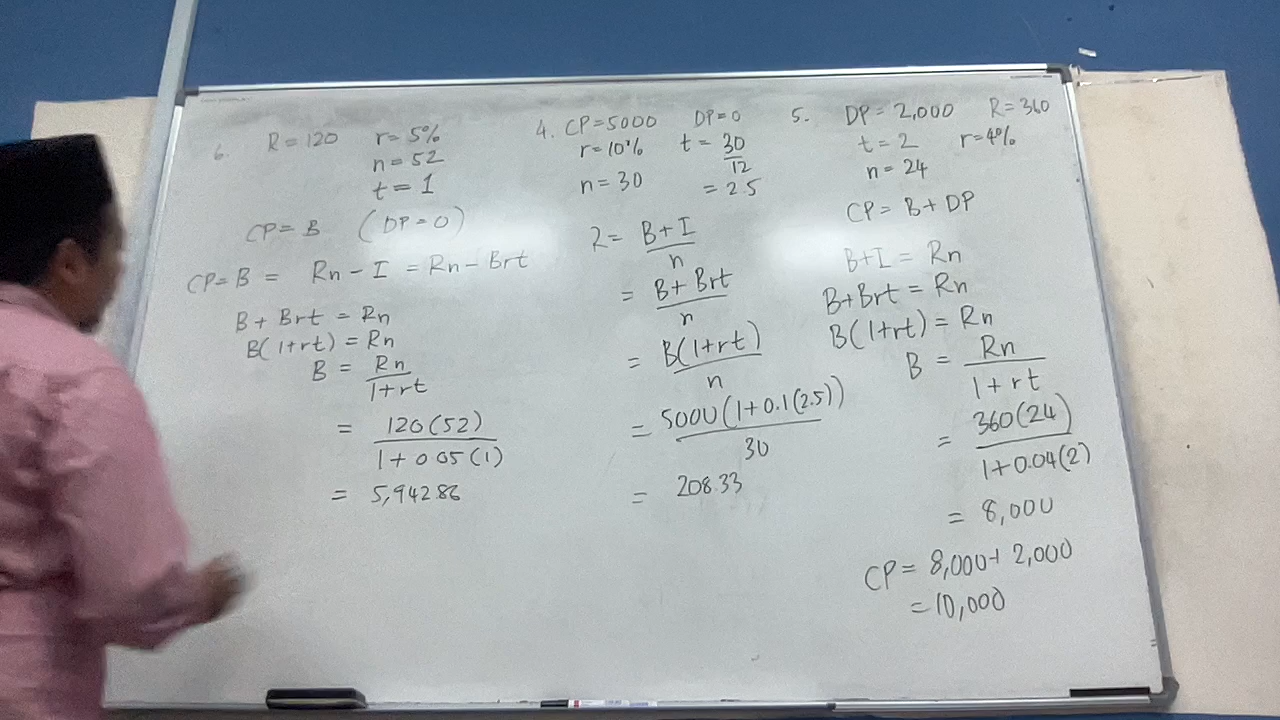 6. R = 120 r = 5%
n = 52
t = 1
CP = B (DP = 0)
CP = B = Rn - I = Rn - Brt
B + Brt = Rn
B(1+rt) = Rn
B = Rn / 1+rt
= 120(52) / 1+0.05(1)
= 5,942.86
4. CP = 5000 DP = 0
r = 10% t = 30/12
n = 30 = 2.5
R = B + I / n
= B + Brt / n
= B(1+rt) / n
= 5000(1+0.1(2.5)) / 30
= 208.33
5. DP = 2,000 R = 360
t = 2 r = 4%
n = 24
CP = B + DP
B + I = Rn
B + Brt = Rn
B(1+rt) = Rn
B = Rn / 1+rt
= 360(24) / 1+0.04(2)
= 8,000
CP = 8,000 + 2,000
= 10,000